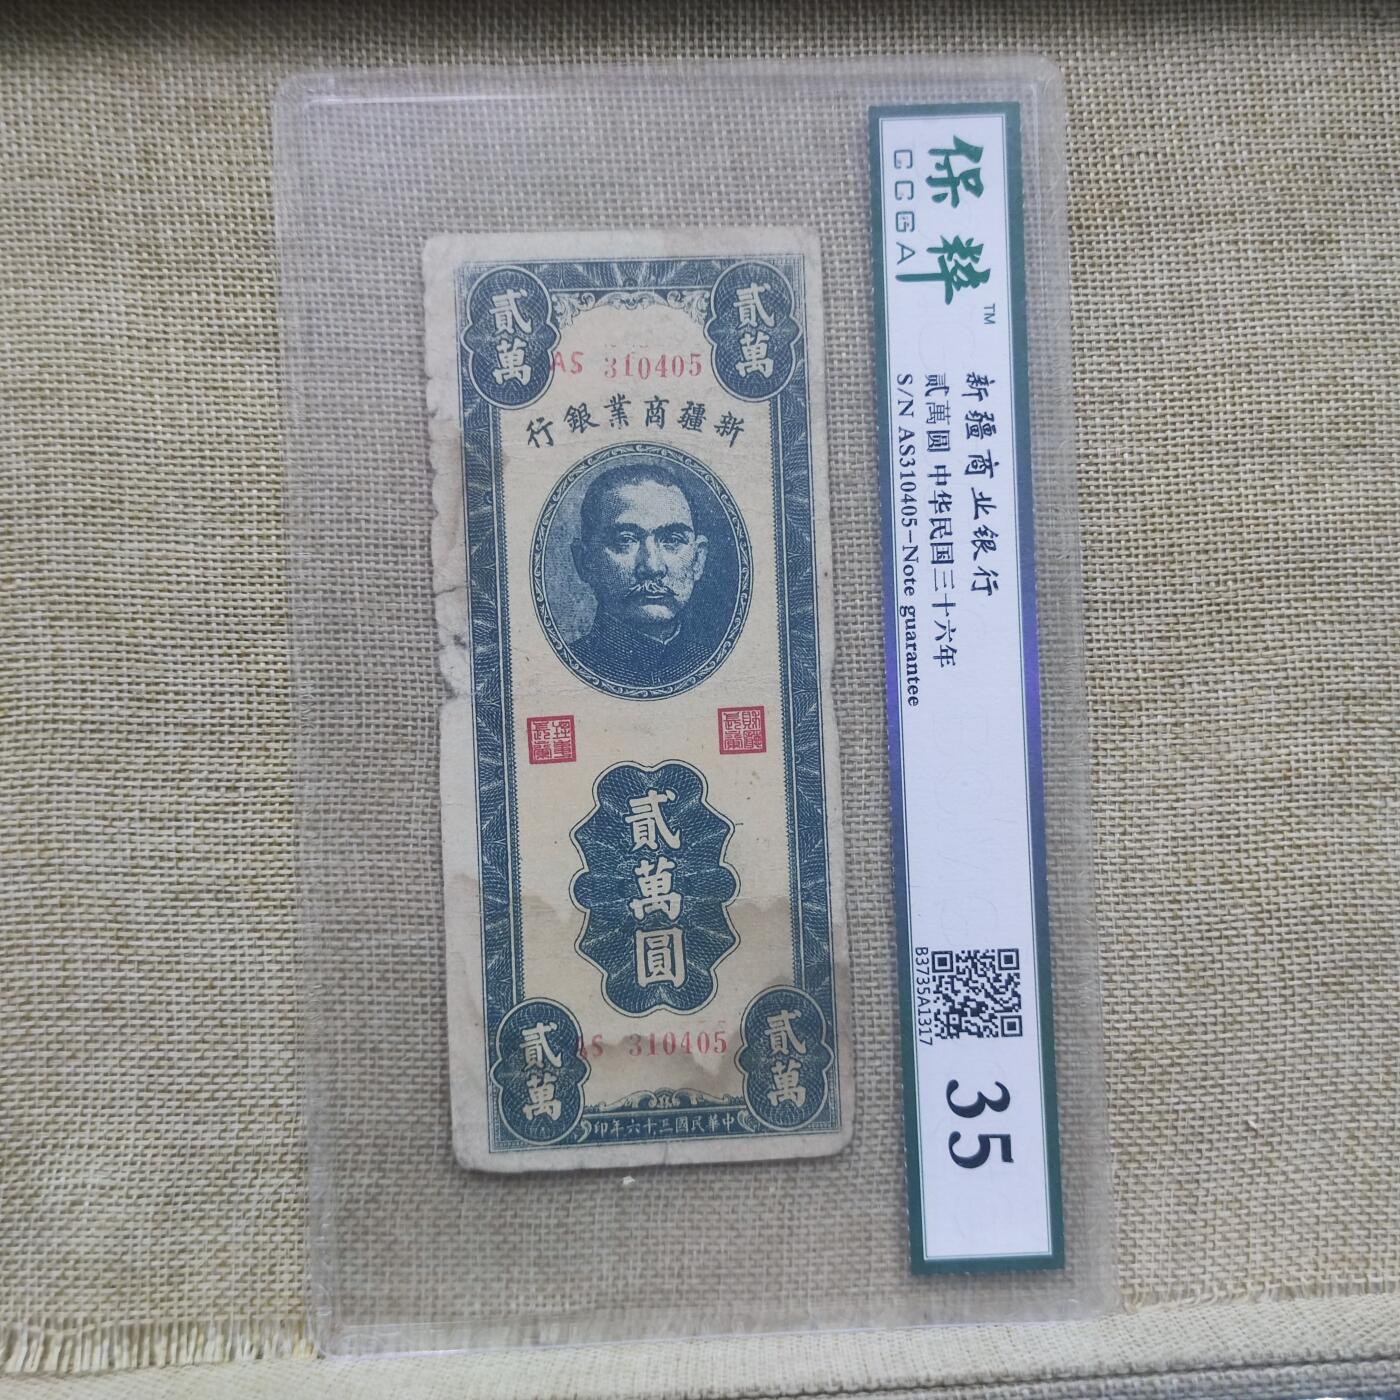 貳萬
貳萬
AS 310405
新疆商業銀行
貳萬圓
AS 310405
貳萬
貳萬
中華民國三十六年印
保粹 TM
CCGA
新疆商业银行
贰萬圆 中华民国三十六年
S/N AS310405-Note guarantee
B3735A1317
35